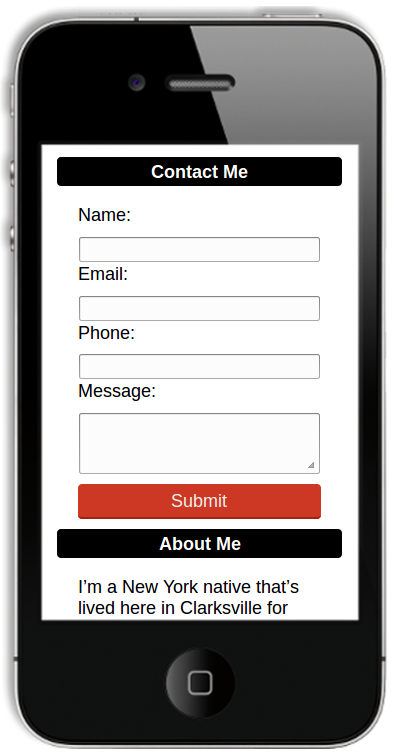 Contact Me
Name:
Email:
Phone:
Message:
Submit
About Me
I’m a New York native that’s
lived here in Clarksville for